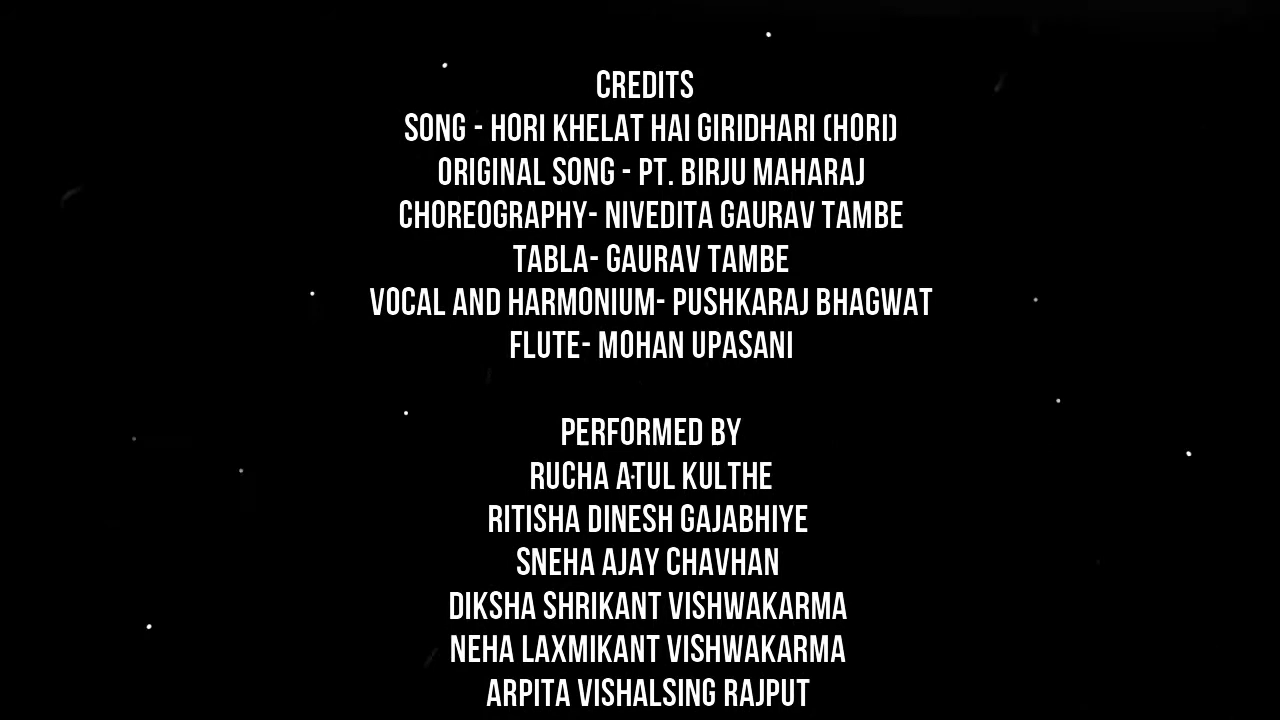 CREDITS
SONG - HORI KHELAT HAI GIRIDHARI (HORI)
ORIGINAL SONG - PT. BIRJU MAHARAJ
CHOREOGRAPHY- NIVEDITA GAURAV TAMBE
TABLA- GAURAV TAMBE
VOCAL AND HARMONIUM- PUSHKARAJ BHAGWAT
FLUTE- MOHAN UPASANI
PERFORMED BY
RUCHA ATUL KULTHE
RITISHA DINESH GAJABHIYE
SNEHA AJAY CHAVHAN
DIKSHA SHRIKANT VISHWAKARMA
NEHA LAXMIKANT VISHWAKARMA
ARPITA VISHALSING RAJPUT